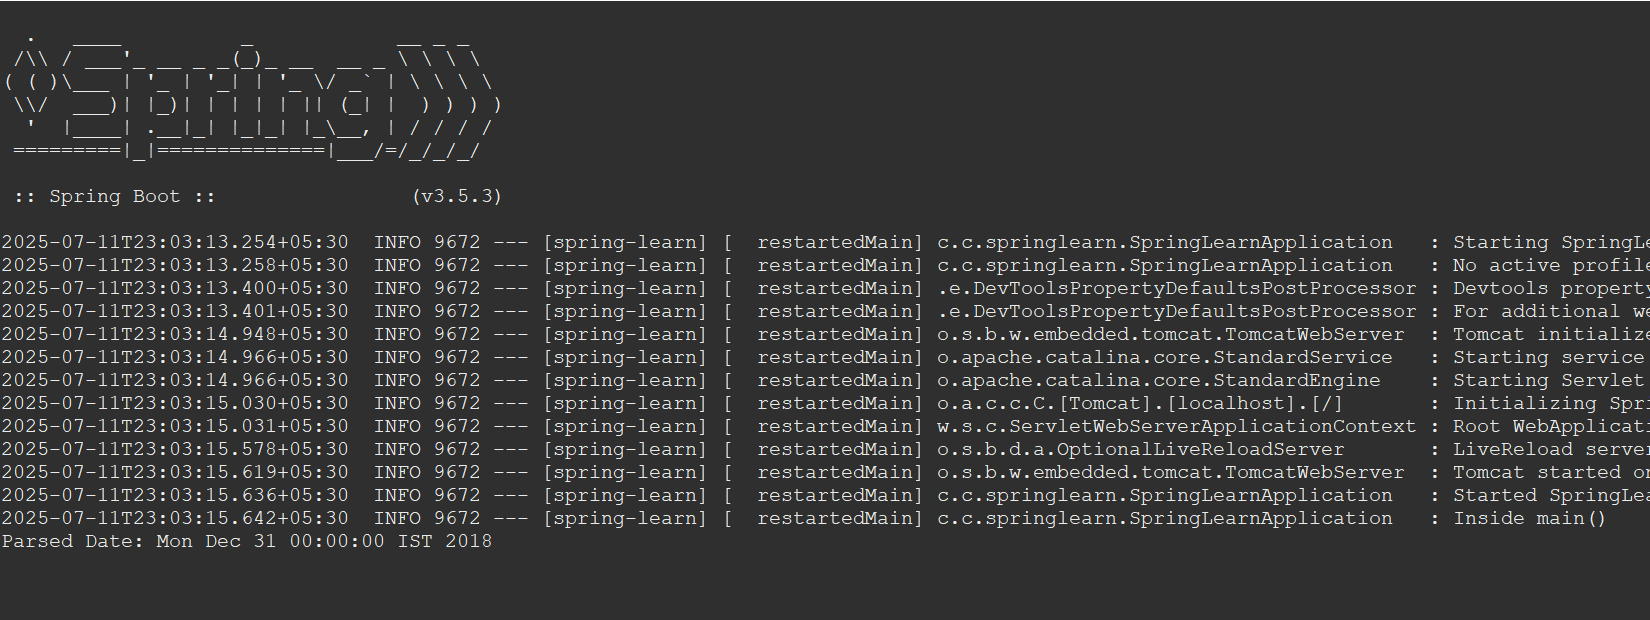 .   ____          _            __ _ _
 /\\ / ___'_ __ _ _(_)_ __  __ _ \ \ \ \
( ( )\___ | '_ | '_| | '_ \/ _` | \ \ \ \
 \\/  ___)| |_)| | | | | || (_| |  ) ) ) )
  '  |____| .__|_| |_|_| |_\__, | / / / /
 =========|_|==============|___/=/_/_/_/

 :: Spring Boot ::                (v3.5.3)

2025-07-11T23:03:13.254+05:30  INFO 9672 --- [spring-learn] [  restartedMain] c.c.springlearn.SpringLearnApplication   : Starting SpringLe
2025-07-11T23:03:13.258+05:30  INFO 9672 --- [spring-learn] [  restartedMain] c.c.springlearn.SpringLearnApplication   : No active profile
2025-07-11T23:03:13.400+05:30  INFO 9672 --- [spring-learn] [  restartedMain] .e.DevToolsPropertyDefaultsPostProcessor : Devtools property
2025-07-11T23:03:13.401+05:30  INFO 9672 --- [spring-learn] [  restartedMain] .e.DevToolsPropertyDefaultsPostProcessor : For additional we
2025-07-11T23:03:14.948+05:30  INFO 9672 --- [spring-learn] [  restartedMain] o.s.b.w.embedded.tomcat.TomcatWebServer  : Tomcat initialize
2025-07-11T23:03:14.966+05:30  INFO 9672 --- [spring-learn] [  restartedMain] o.apache.catalina.core.StandardService   : Starting service
2025-07-11T23:03:14.966+05:30  INFO 9672 --- [spring-learn] [  restartedMain] o.apache.catalina.core.StandardEngine    : Starting Servlet
2025-07-11T23:03:15.030+05:30  INFO 9672 --- [spring-learn] [  restartedMain] o.a.c.c.C.[Tomcat].[localhost].[/]       : Initializing Spri
2025-07-11T23:03:15.031+05:30  INFO 9672 --- [spring-learn] [  restartedMain] w.s.c.ServletWebServerApplicationContext : Root WebApplicati
2025-07-11T23:03:15.578+05:30  INFO 9672 --- [spring-learn] [  restartedMain] o.s.b.d.a.OptionalLiveReloadServer       : LiveReload server
2025-07-11T23:03:15.619+05:30  INFO 9672 --- [spring-learn] [  restartedMain] o.s.b.w.embedded.tomcat.TomcatWebServer  : Tomcat started on
2025-07-11T23:03:15.636+05:30  INFO 9672 --- [spring-learn] [  restartedMain] c.c.springlearn.SpringLearnApplication   : Started SpringLea
2025-07-11T23:03:15.642+05:30  INFO 9672 --- [spring-learn] [  restartedMain] c.c.springlearn.SpringLearnApplication   : Inside main()
Parsed Date: Mon Dec 31 00:00:00 IST 2018